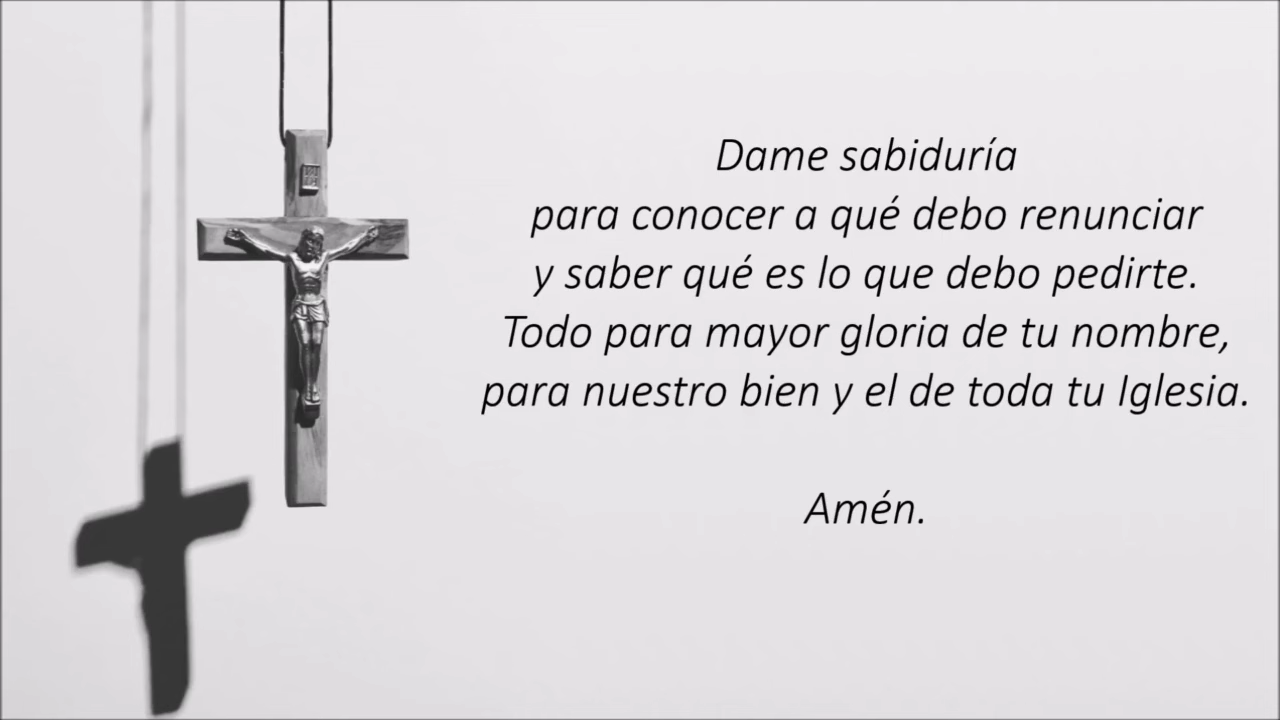 Dame sabiduría
para conocer a qué debo renunciar
y saber qué es lo que debo pedirte.
Todo para mayor gloria de tu nombre,
para nuestro bien y el de toda tu Iglesia.
Amén.